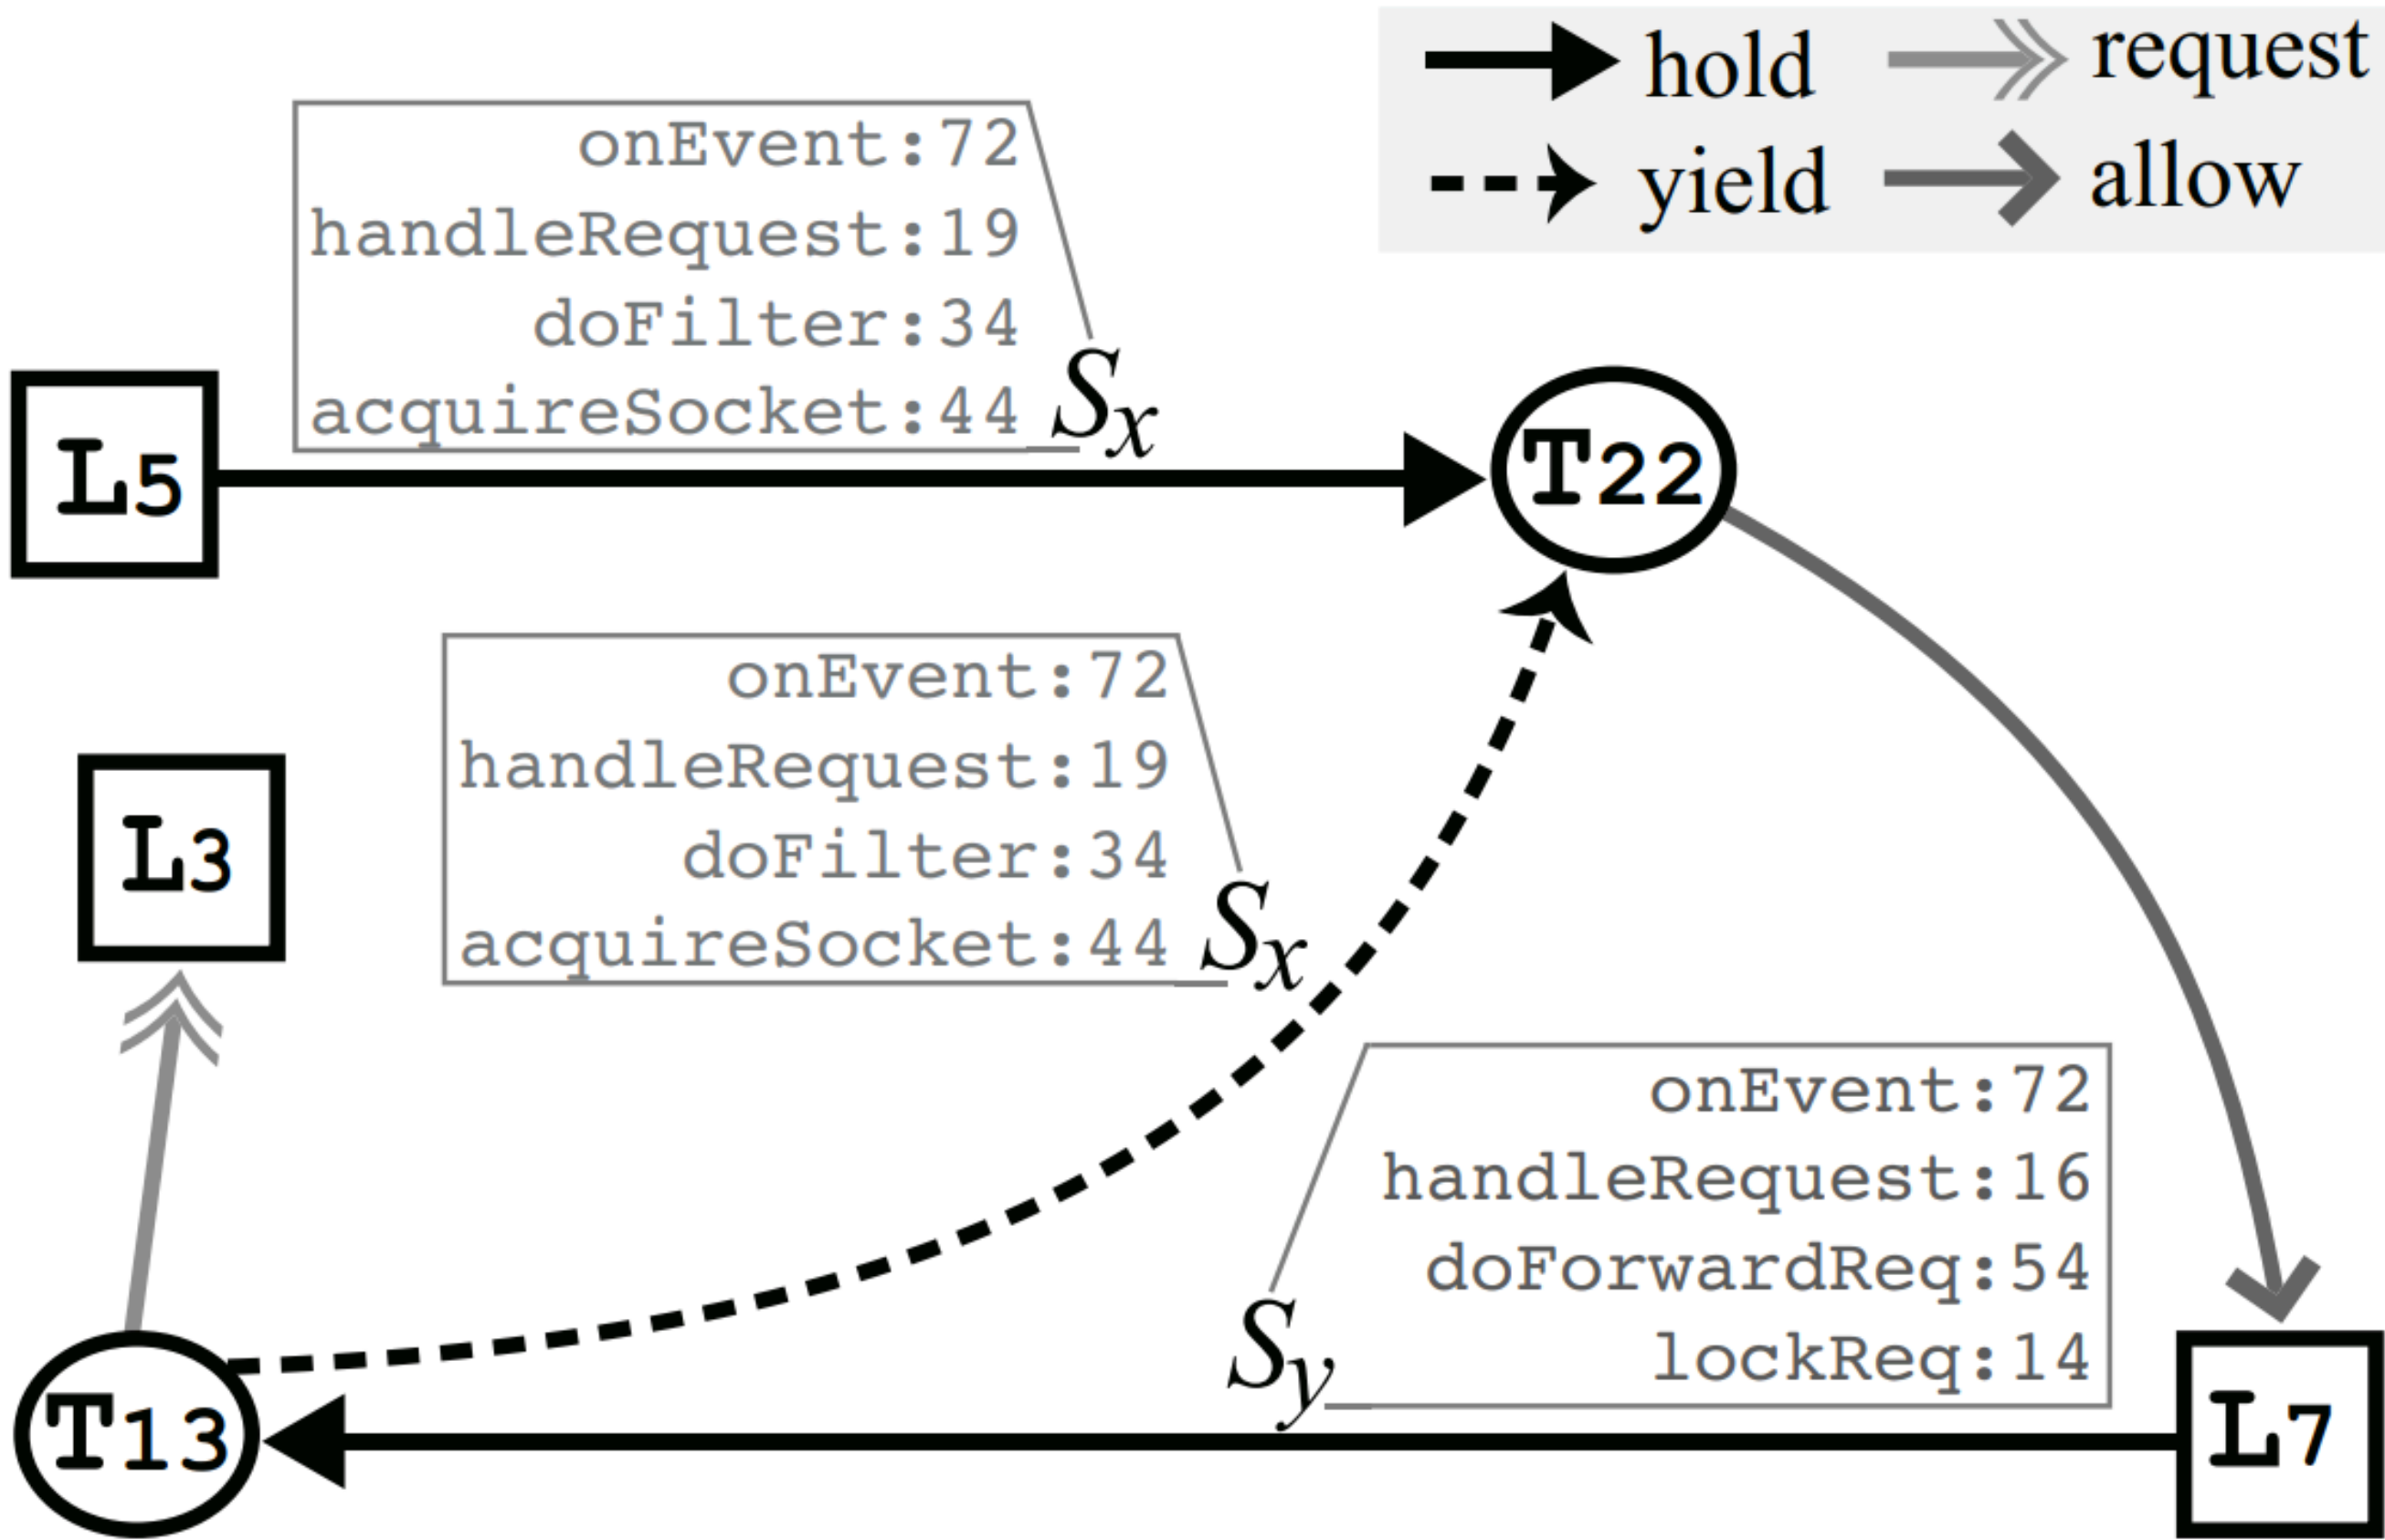 hold
request
yield
allow
onEvent:72
handleRequest:19
doFilter:34
acquireSocket:44
Sx
L5
T22
onEvent:72
handleRequest:19
doFilter:34
acquireSocket:44
Sx
L3
onEvent:72
handleRequest:16
doForwardReq:54
lockReq:14
Sy
T13
L7